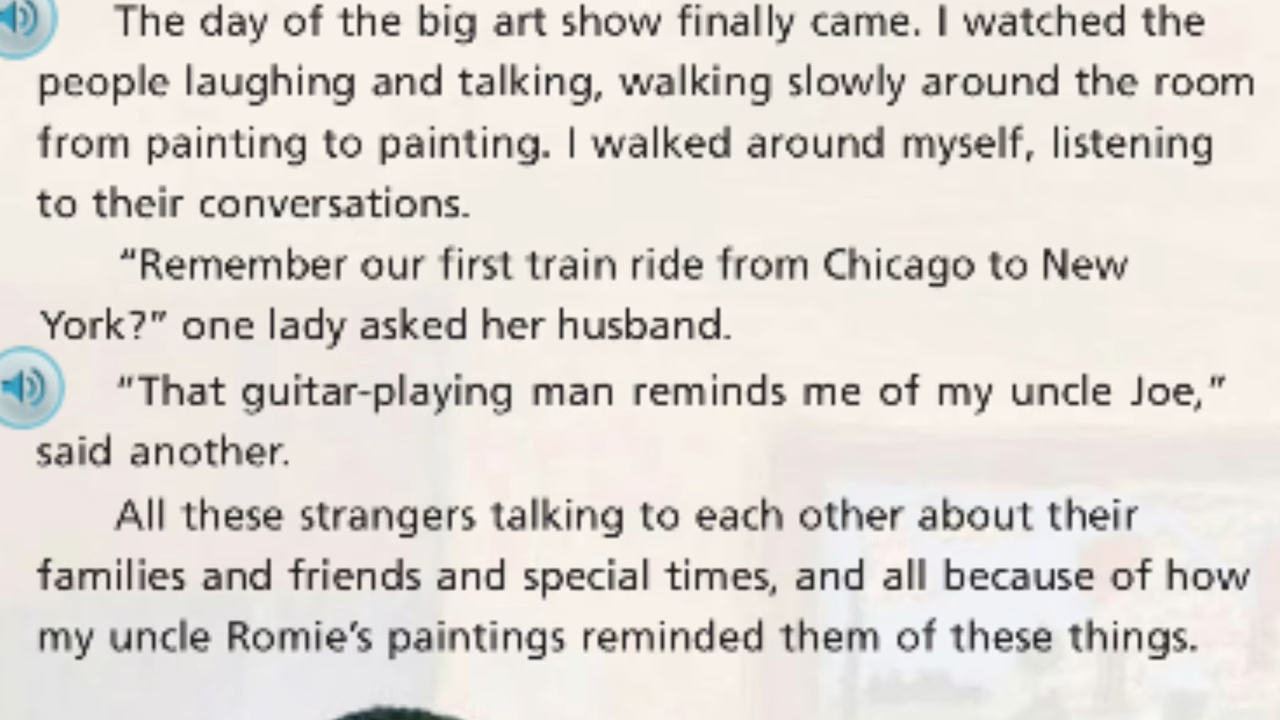 The day of the big art show finally came. I watched the
people laughing and talking, walking slowly around the room
from painting to painting. I walked around myself, listening
to their conversations.
“Remember our first train ride from Chicago to New
York?” one lady asked her husband.
“That guitar-playing man reminds me of my uncle Joe,”
said another.
All these strangers talking to each other about their
families and friends and special times, and all because of how
my uncle Romie’s paintings reminded them of these things.